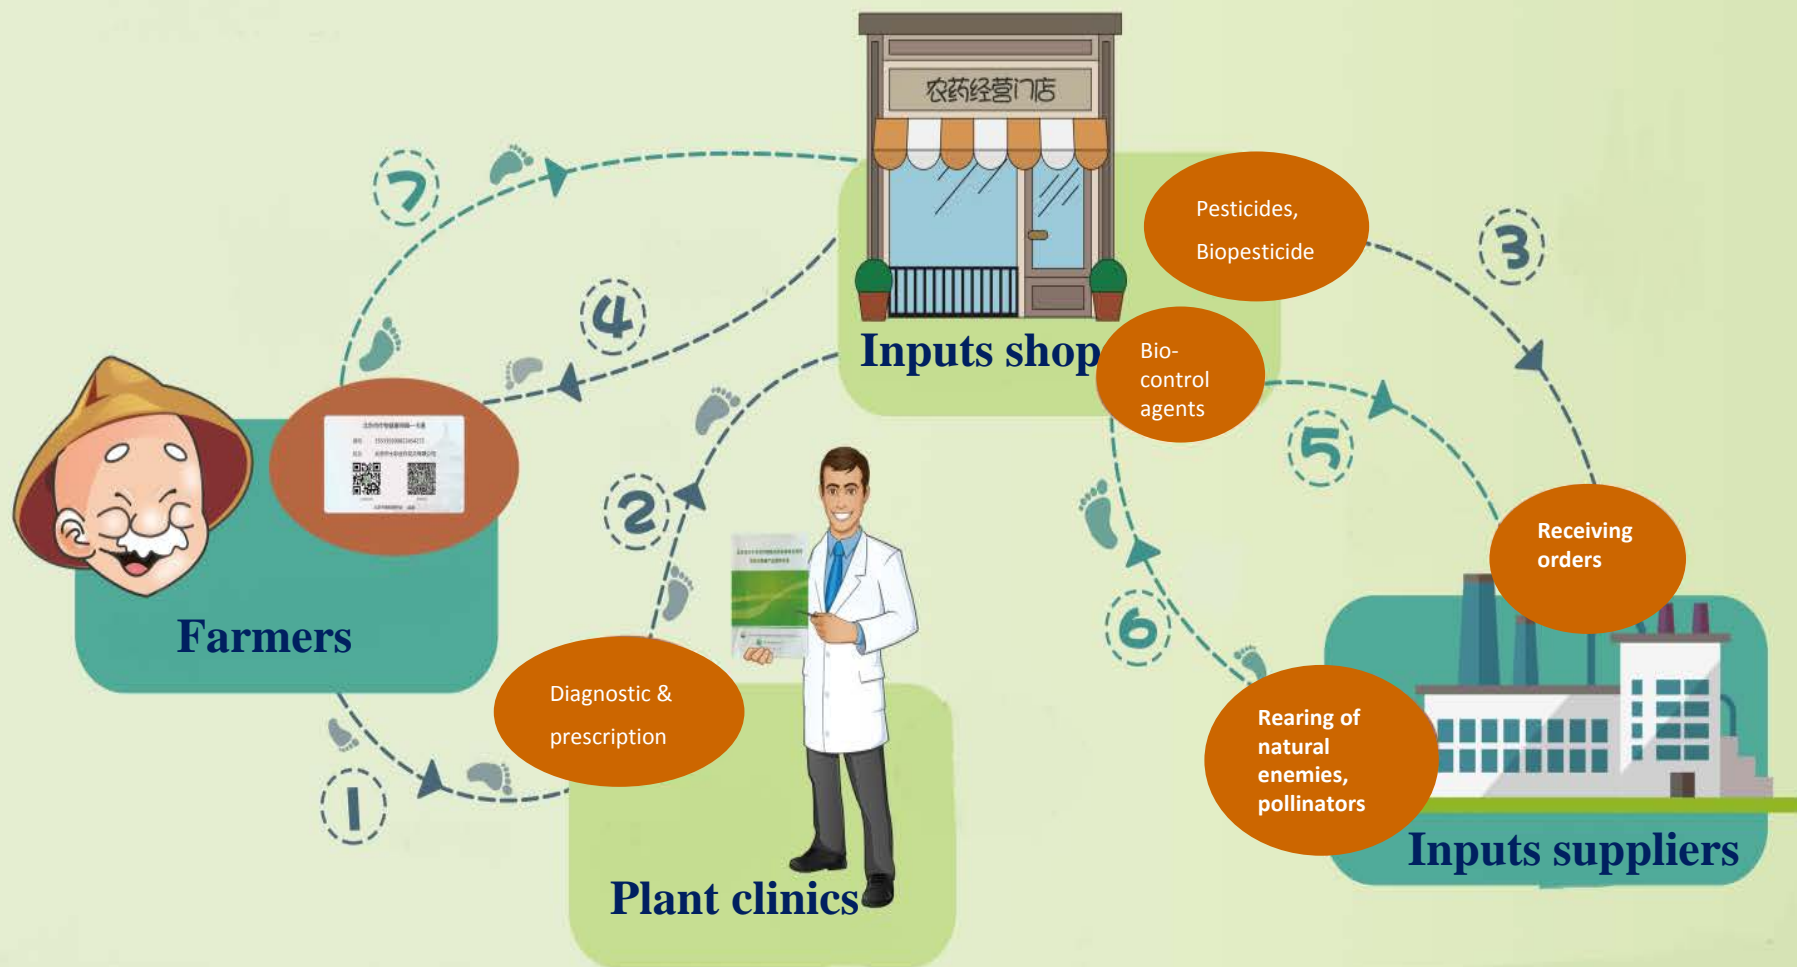 农药经营门店
7
Pesticides,
Biopesticide
3
4
Inputs shop
Bio-
control
agents
5
2
Receiving
orders
Farmers
6
Diagnostic &
prescription
Rearing of
natural
enemies,
pollinators
1
Inputs suppliers
Plant clinics